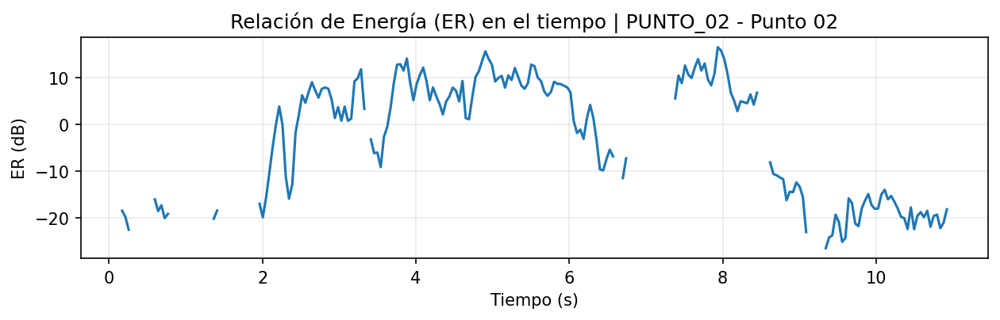 Relación de Energía (ER) en el tiempo | PUNTO_02 - Punto 02
ER (dB)
10
0
−10
−20
0 2 4 6 8 10
Tiempo (s)